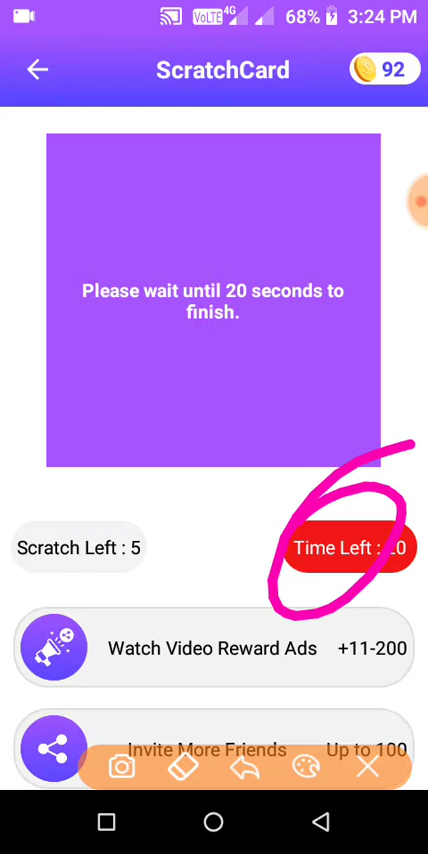 VoLTE 4G 68% 3:24 PM
ScratchCard 92
Please wait until 20 seconds to
finish.
Scratch Left : 5
Time Left : 20
Watch Video Reward Ads +11-200
Invite More Friends Up to 100